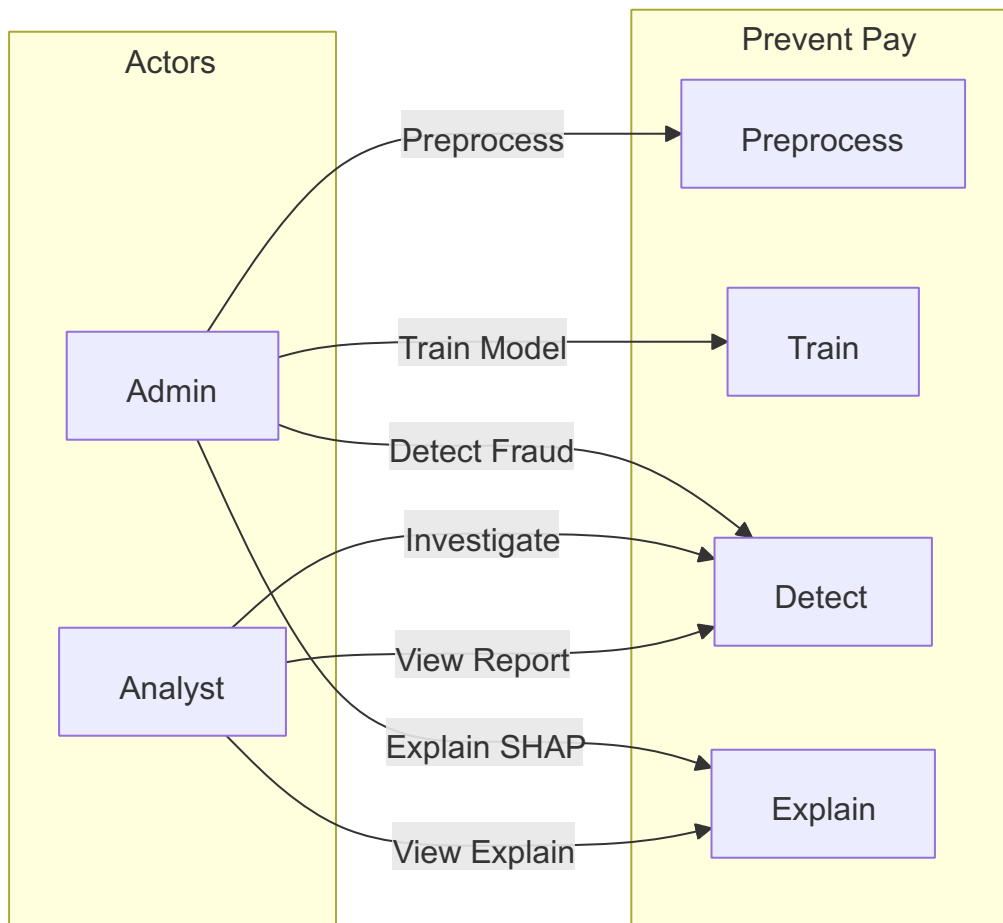 Actors
Prevent Pay
Preprocess
Preprocess
Train Model
Train
Admin
Detect Fraud
Investigate
Detect
View Report
Analyst
Explain SHAP
Explain
View Explain